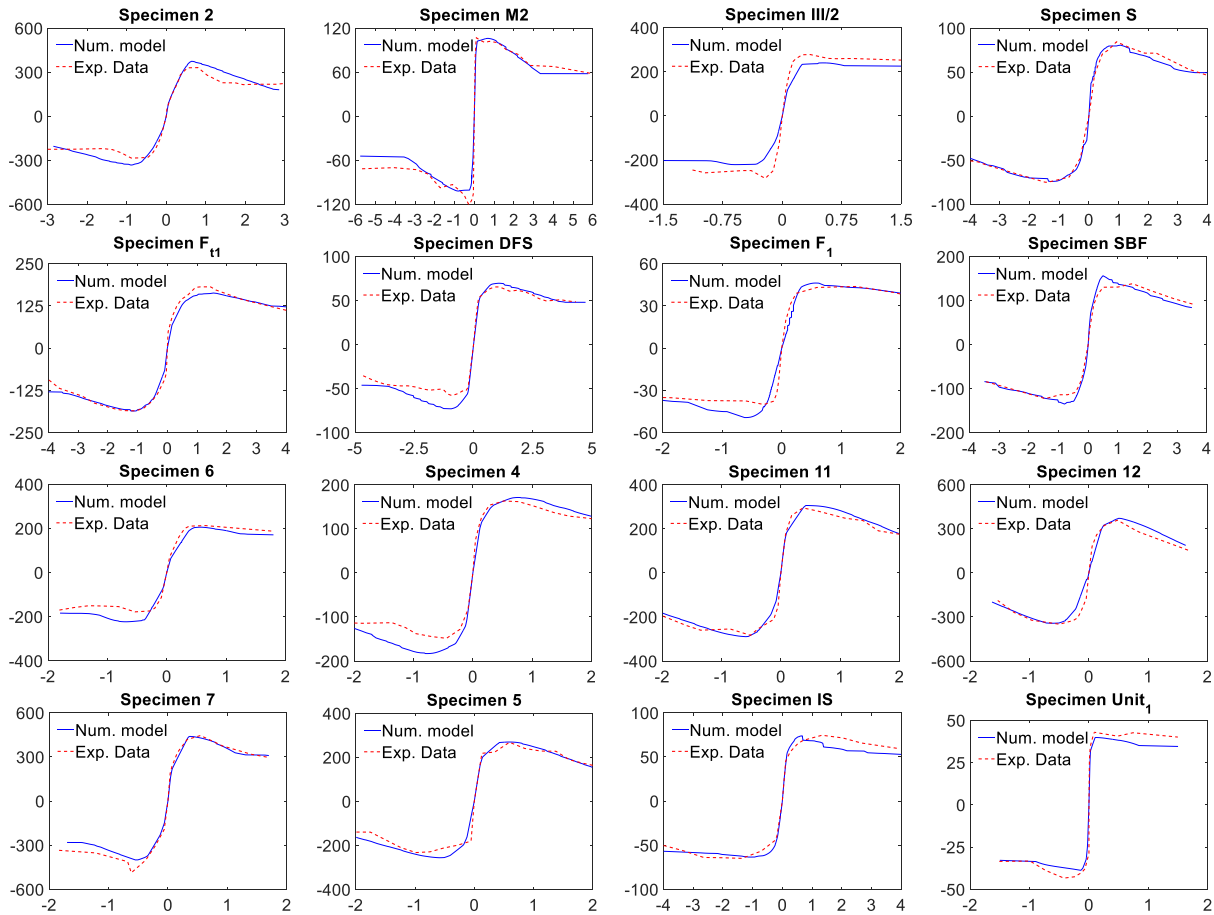 Specimen 2
600
300
0
-300
-600
Num. model
Exp. Data
-3 -2 -1 0 1 2 3
Specimen M2
120
60
0
-60
-120
Num. model
Exp. Data
-6 -5 -4 -3 -2 -1 0 1 2 3 4 5 6
Specimen III/2
400
200
0
-200
-400
Num. model
Exp. Data
-1.5 -0.75 0 0.75 1.5
Specimen S
100
50
0
-50
-100
Num. model
Exp. Data
-4 -3 -2 -1 0 1 2 3 4
Specimen Ft1
250
125
0
-125
-250
Num. model
Exp. Data
-4 -3 -2 -1 0 1 2 3 4
Specimen DFS
100
50
0
-50
-100
Num. model
Exp. Data
-5 -2.5 0 2.5 5
Specimen F1
60
30
0
-30
-60
Num. model
Exp. Data
-2 -1 0 1 2
Specimen SBF
200
100
0
-100
-200
Num. model
Exp. Data
-4 -3 -2 -1 0 1 2 3 4
Specimen 6
400
200
0
-200
-400
Num. model
Exp. Data
-2 -1 0 1 2
Specimen 4
200
100
0
-100
-200
Num. model
Exp. Data
-2 -1 0 1 2
Specimen 11
400
200
0
-200
-400
Num. model
Exp. Data
-2 -1 0 1 2
Specimen 12
600
300
0
-300
-600
Num. model
Exp. Data
-2 -1 0 1 2
Specimen 7
600
300
0
-300
-600
Num. model
Exp. Data
-2 -1 0 1 2
Specimen 5
400
200
0
-200
-400
Num. model
Exp. Data
-2 -1 0 1 2
Specimen IS
100
50
0
-50
-100
Num. model
Exp. Data
-4 -3 -2 -1 0 1 2 3 4
Specimen Unit1
50
25
0
-25
-50
Num. model
Exp. Data
-2 -1 0 1 2